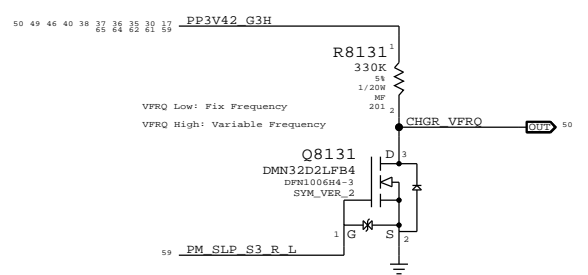 50 49 46 40 38 37 36 35 30 17 PP3V42_G3H
65 64 62 61 59
R8131 1
330K
5%
1/20W
MF
201 2
VFRQ Low: Fix Frequency
VFRQ High: Variable Frequency
CHGR_VFRQ OUT 50
Q8131 D 3
DMN32D2LFB4
DFN1006H4-3
SYM_VER_2
1 G S 2
59 PM_SLP_S3_R_L